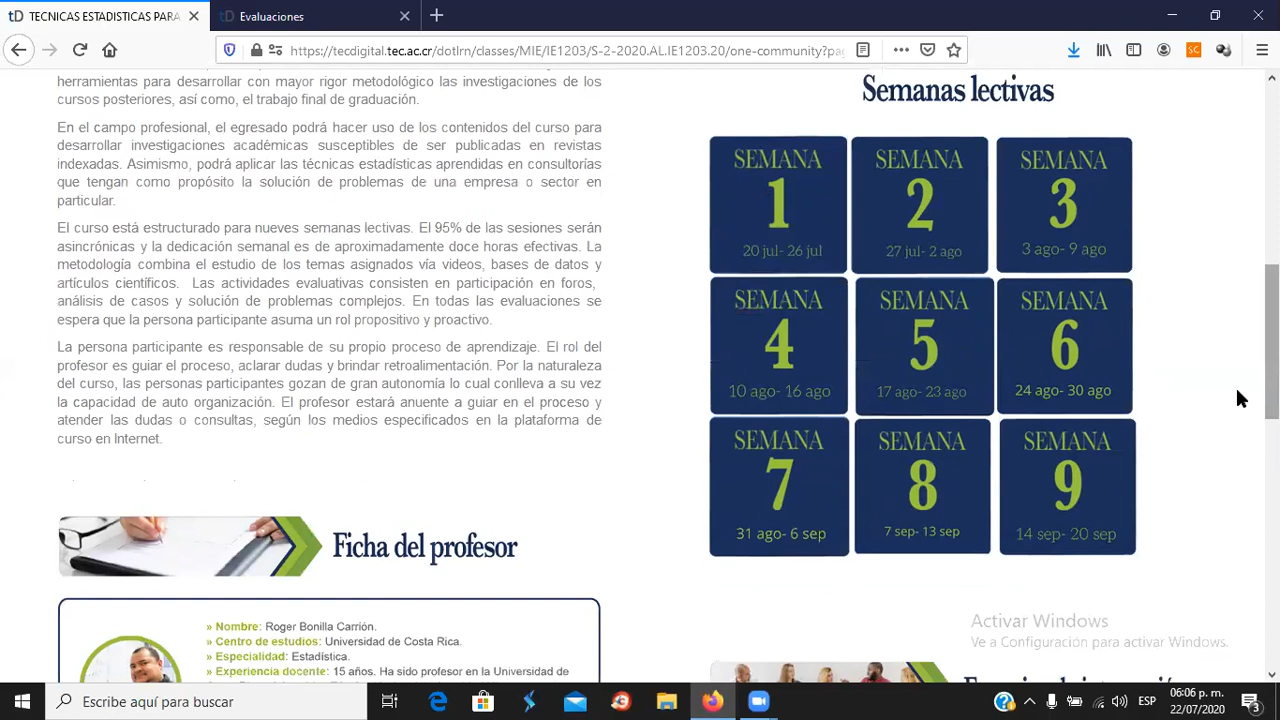 TECNICAS ESTADISTICAS PARA
Evaluaciones
https://tecdigital.tec.ac.cr/dotlrn/classes/MIE/IE1203/S-2-2020.AL.IE1203.20/one-community?pa
herramientas para desarrollar con mayor rigor metodológico las investigaciones de los
cursos posteriores, así como, el trabajo final de graduación.
En el campo profesional, el egresado podrá hacer uso de los contenidos del curso para
desarrollar investigaciones académicas susceptibles de ser publicadas en revistas
indexadas. Asimismo, podrá aplicar las técnicas estadísticas aprendidas en consultorías
que tengan como propósito la solución de problemas de una empresa o sector en
particular.
El curso está estructurado para nueves semanas lectivas. El 95% de las sesiones serán
asincrónicas y la dedicación semanal es de aproximadamente doce horas efectivas. La
metodología combina el estudio de los temas asignados vía videos, bases de datos y
artículos científicos. Las actividades evaluativas consisten en participación en foros,
análisis de casos y solución de problemas complejos. En todas las evaluaciones se
espera que la persona participante asuma un rol propositivo y proactivo.
La persona participante es responsable de su propio proceso de aprendizaje. El rol del
profesor es guiar el proceso, aclarar dudas y brindar retroalimentación. Por la naturaleza
del curso, las personas participantes gozan de gran autonomía lo cual conlleva a su vez
la capacidad de auto organización. El profesor estará anuente a guiar en el proceso y
atender las dudas o consultas, según los medios especificados en la plataforma de
curso en Internet.
Ficha del profesor
» Nombre: Roger Bonilla Carrión.
» Centro de estudios: Universidad de Costa Rica.
» Especialidad: Estadística.
» Experiencia docente: 15 años. Ha sido profesor en la Universidad de
Semanas lectivas
SEMANA
1
20 jul- 26 jul
SEMANA
2
27 jul- 2 ago
SEMANA
3
3 ago- 9 ago
SEMANA
4
10 ago- 16 ago
SEMANA
5
17 ago- 23 ago
SEMANA
6
24 ago- 30 ago
SEMANA
7
31 ago- 6 sep
SEMANA
8
7 sep- 13 sep
SEMANA
9
14 sep- 20 sep
Activar Windows
Ve a Configuración para activar Windows.
Escribe aquí para buscar
ESP
06:06 p. m.
22/07/2020
3